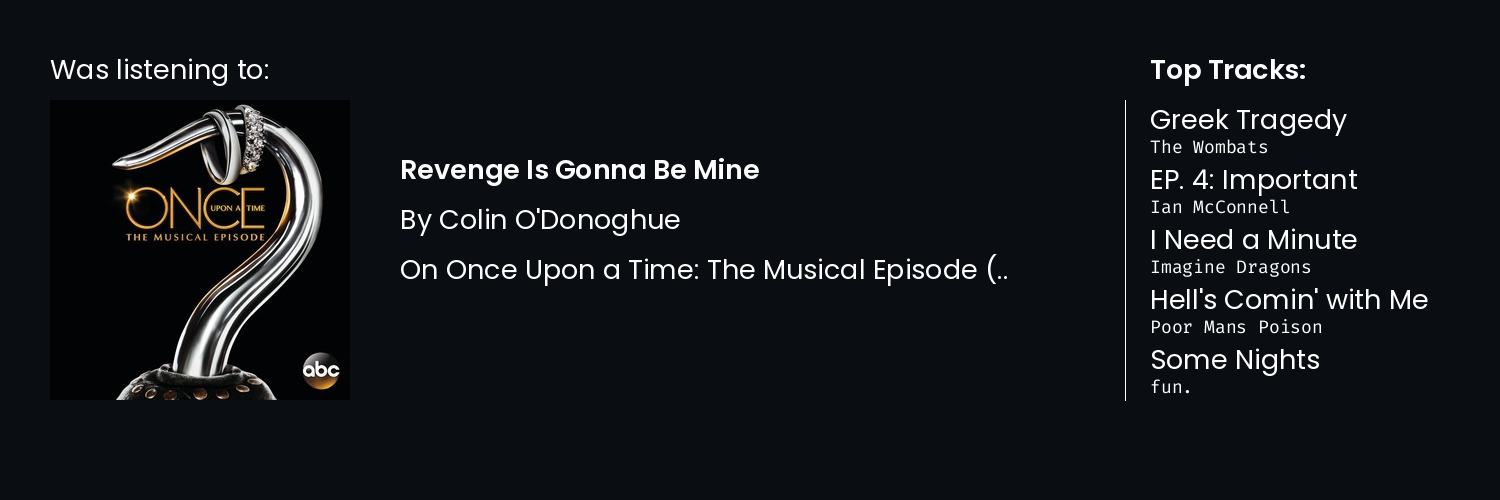 Was listening to:
ONCE
UPON A TIME
THE MUSICAL EPISODE
abc
Revenge Is Gonna Be Mine
By Colin O'Donoghue
On Once Upon a Time: The Musical Episode (..
Top Tracks:
Greek Tragedy
The Wombats
EP. 4: Important
Ian McConnell
I Need a Minute
Imagine Dragons
Hell's Comin' with Me
Poor Mans Poison
Some Nights
fun.